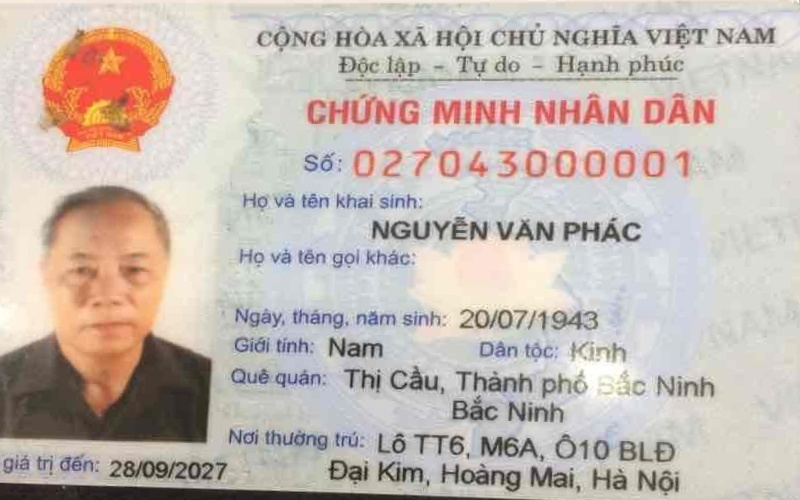 CỘNG HÒA XÃ HỘI CHỦ NGHĨA VIỆT NAM
Độc lập - Tự do - Hạnh phúc
CHỨNG MINH NHÂN DÂN
Số: 027043000001
Họ và tên khai sinh:
NGUYỄN VĂN PHÁC
Họ và tên gọi khác:
Ngày, tháng, năm sinh: 20/07/1943
Giới tính: Nam Dân tộc: Kinh
Quê quán: Thị Cầu, Thành phố Bắc Ninh
Bắc Ninh
Nơi thường trú: Lô TT6, M6A, Ô10 BLĐ
Đại Kim, Hoàng Mai, Hà Nội
giá trị đến: 28/09/2027